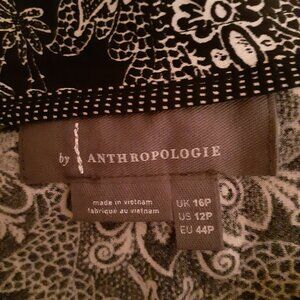 by ANTHROPOLOGIE
made in vietnam
fabriqué au vietnam
UK 16P
US 12P
EU 44P